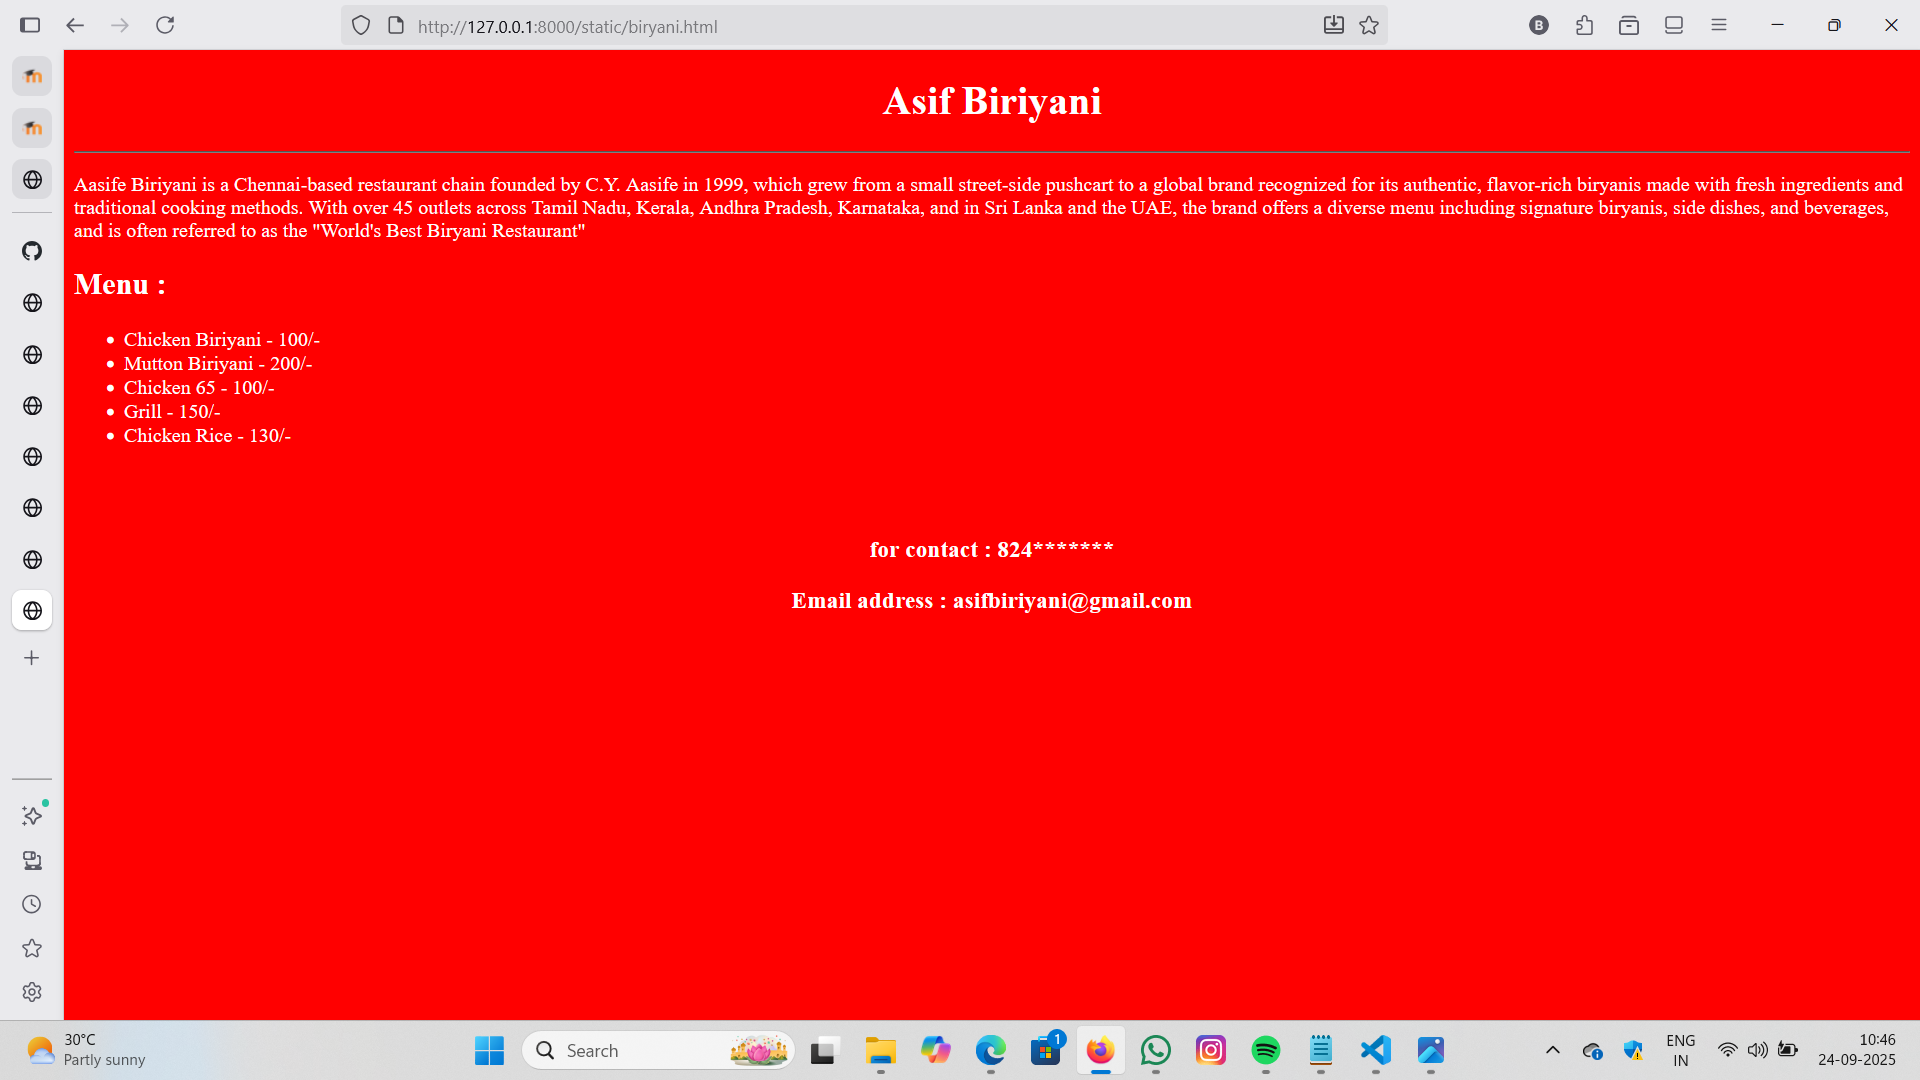 http://127.0.0.1:8000/static/biryani.html
B
Asif Biriyani
Aasife Biriyani is a Chennai-based restaurant chain founded by C.Y. Aasife in 1999, which grew from a small street-side pushcart to a global brand recognized for its authentic, flavor-rich biryanis made with fresh ingredients and
traditional cooking methods. With over 45 outlets across Tamil Nadu, Kerala, Andhra Pradesh, Karnataka, and in Sri Lanka and the UAE, the brand offers a diverse menu including signature biryanis, side dishes, and beverages,
and is often referred to as the "World's Best Biryani Restaurant"
Menu :
Chicken Biriyani - 100/-
Mutton Biriyani - 200/-
Chicken 65 - 100/-
Grill - 150/-
Chicken Rice - 130/-
for contact : 824*******
Email address : asifbiriyani@gmail.com
30°C
Partly sunny
Search
1
ENG
IN
10:46
24-09-2025